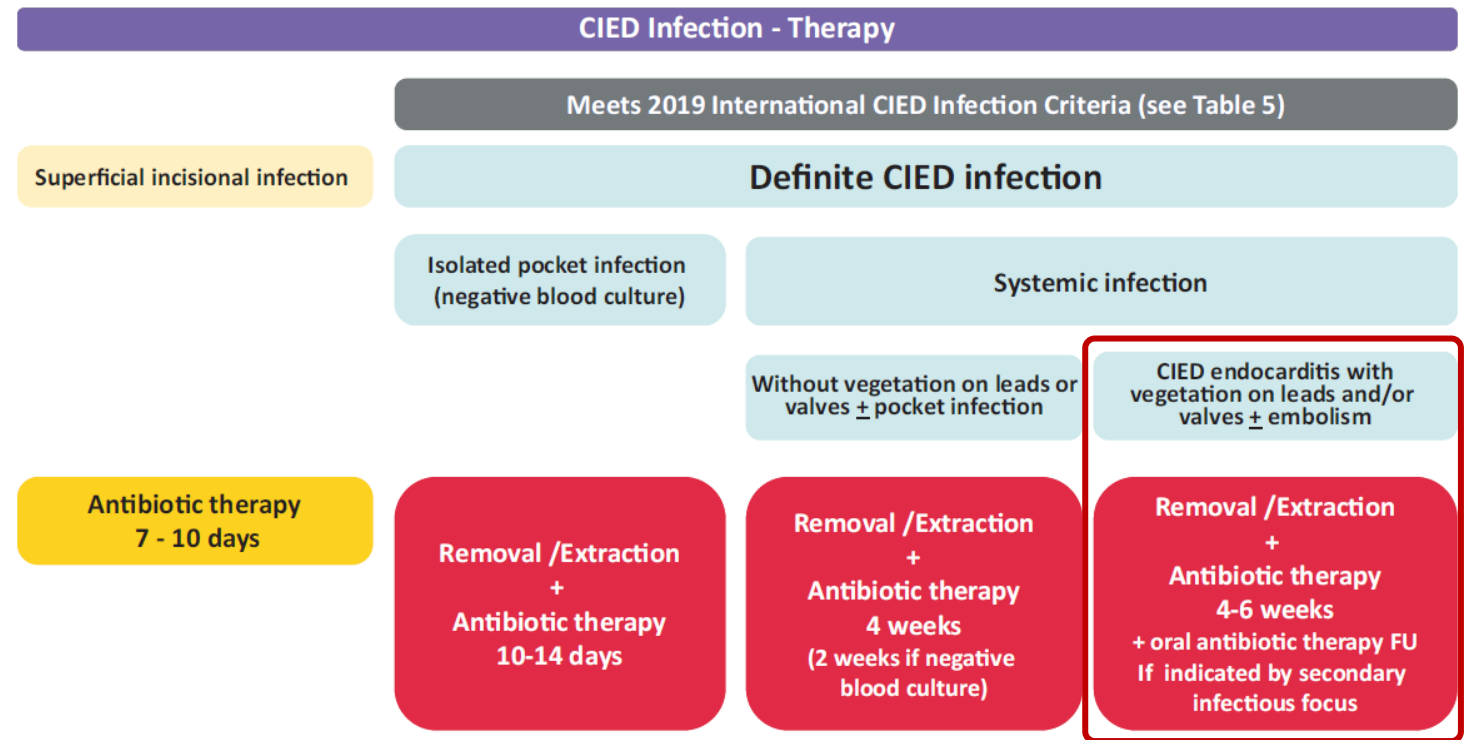 CIED Infection - Therapy
Meets 2019 International CIED Infection Criteria (see Table 5)
Superficial incisional infection
Definite CIED infection
Isolated pocket infection
(negative blood culture)
Systemic infection
Without vegetation on leads or
valves ± pocket infection
CIED endocarditis with
vegetation on leads and/or
valves ± embolism
Antibiotic therapy
7 - 10 days
Removal /Extraction
+
Antibiotic therapy
10-14 days
Removal /Extraction
+
Antibiotic therapy
4 weeks
(2 weeks if negative
blood culture)
Removal /Extraction
+
Antibiotic therapy
4-6 weeks
+ oral antibiotic therapy FU
If indicated by secondary
infectious focus